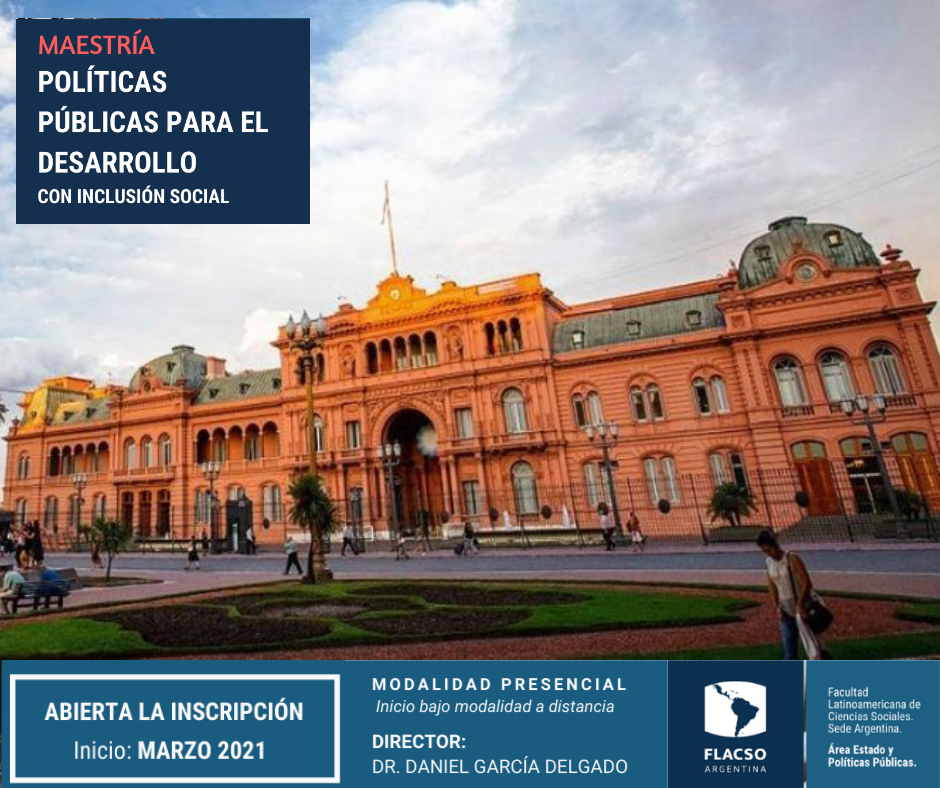 MAESTRÍA
POLÍTICAS
PÚBLICAS PARA EL
DESARROLLO
CON INCLUSIÓN SOCIAL
ABIERTA LA INSCRIPCIÓN
Inicio: MARZO 2021
MODALIDAD PRESENCIAL
Inicio bajo modalidad a distancia
DIRECTOR:
DR. DANIEL GARCÍA DELGADO
FLACSO
ARGENTINA
Facultad
Latinoamericana de
Ciencias Sociales.
Sede Argentina.
Área Estado y
Políticas Públicas.